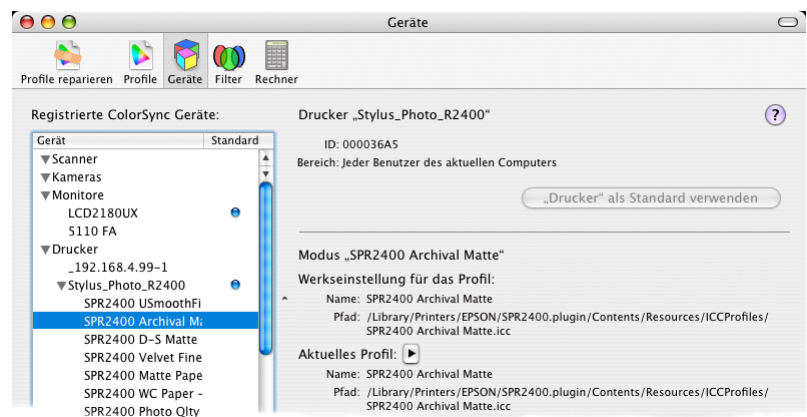 Geräte
Profile reparieren Profile Geräte Filter Rechner
Registrierte ColorSync Geräte:
Gerät Standard
Scanner
Kameras
Monitore
LCD2180UX
5110 FA
Drucker
_192.168.4.99-1
Stylus_Photo_R2400
SPR2400 USmoothFi
SPR2400 Archival Ma
SPR2400 D-S Matte
SPR2400 Velvet Fine
SPR2400 Matte Pape
SPR2400 WC Paper -
SPR2400 Photo Qlty
Drucker „Stylus_Photo_R2400“
?
ID: 000036A5
Bereich: Jeder Benutzer des aktuellen Computers
„Drucker“ als Standard verwenden
Modus „SPR2400 Archival Matte“
Werkseinstellung für das Profil:
Name: SPR2400 Archival Matte
Pfad: /Library/Printers/EPSON/SPR2400.plugin/Contents/Resources/ICCProfiles/
SPR2400 Archival Matte.icc
Aktuelles Profil:
Name: SPR2400 Archival Matte
Pfad: /Library/Printers/EPSON/SPR2400.plugin/Contents/Resources/ICCProfiles/
SPR2400 Archival Matte.icc